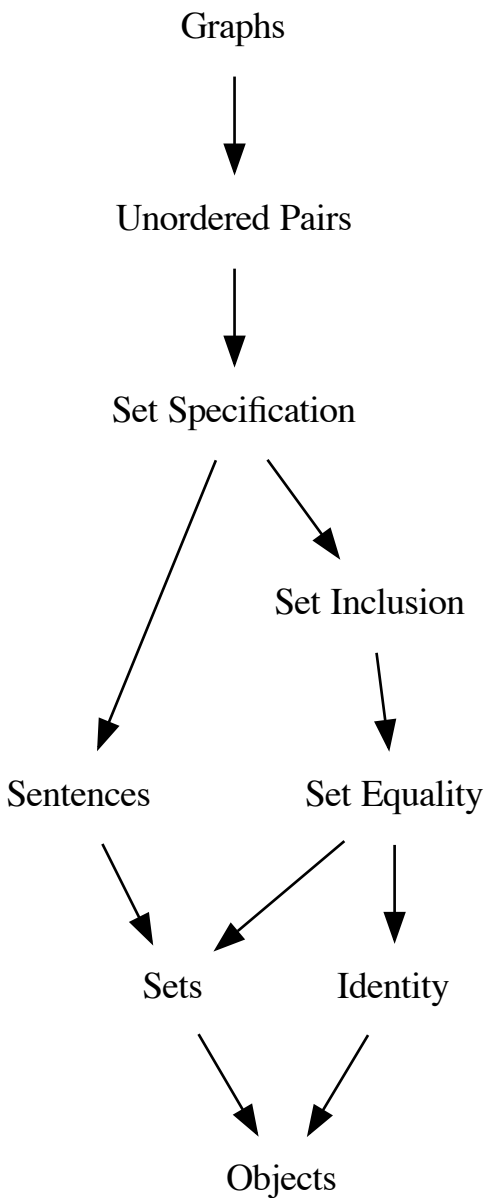 Graphs
Unordered Pairs
Set Specification
Set Inclusion
Sentences
Set Equality
Sets
Identity
Objects